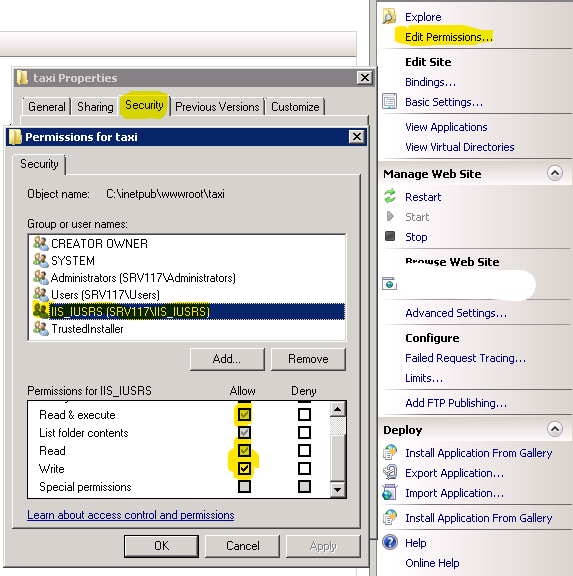 Explore
Edit Permissions...
Edit Site
Bindings...
Basic Settings...
View Applications
View Virtual Directories
Manage Web Site
Restart
Start
Stop
Browse Web Site
Advanced Settings...
Configure
Failed Request Tracing...
Limits...
Add FTP Publishing...
Deploy
Install Application From Gallery
Export Application...
Import Application...
Install Application From Gallery
Help
Online Help
taxi Properties
General
Sharing
Security
Previous Versions
Customize
Permissions for taxi
Security
Object name: C:\inetpub\wwwroot\taxi
Group or user names:
CREATOR OWNER
SYSTEM
Administrators (SRV117\Administrators)
Users (SRV117\Users)
IIS_IUSRS (SRV117\IIS_IUSRS)
TrustedInstaller
Add...
Remove
Permissions for IIS_IUSRS Allow Deny
Read & execute
List folder contents
Read
Write
Special permissions
Learn about access control and permissions
OK
Cancel
Apply